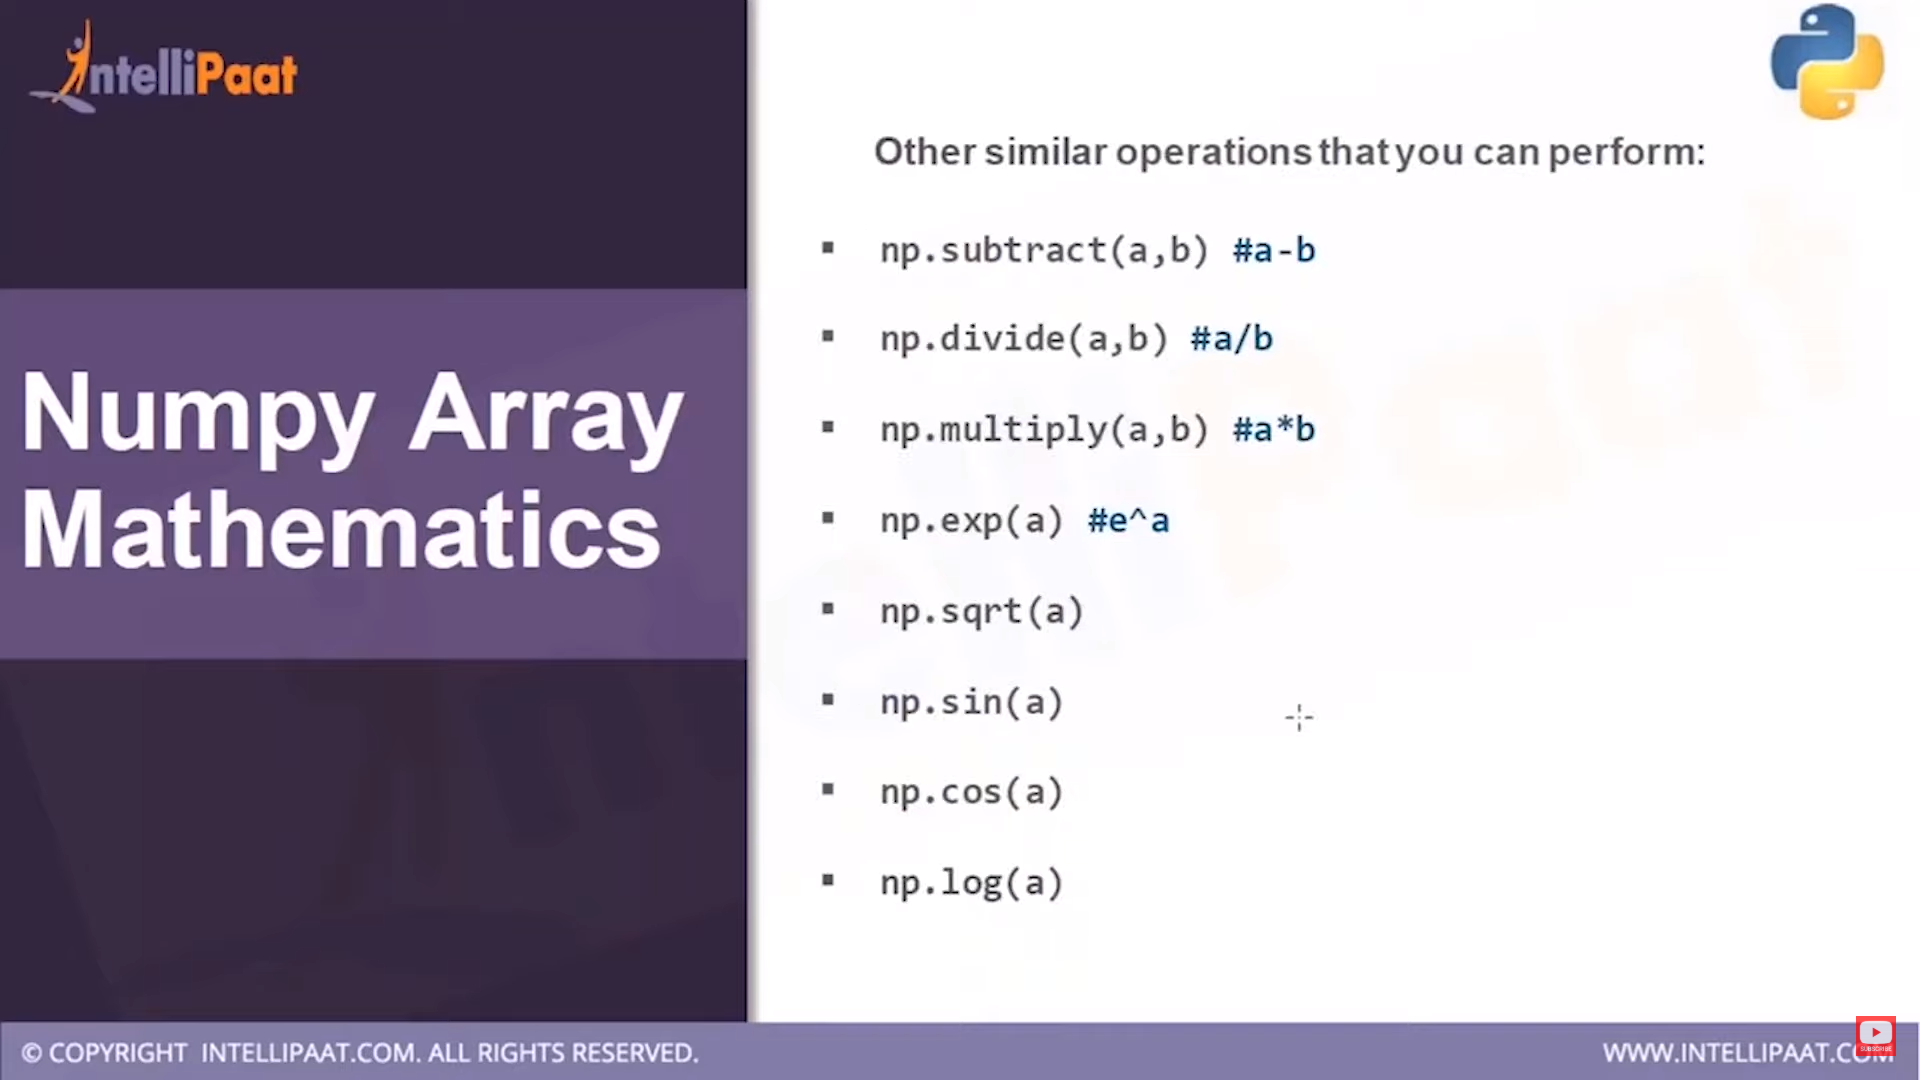 IntelliPaat
Numpy Array
Mathematics
Other similar operations that you can perform:
▪ np.subtract(a,b) #a-b
▪ np.divide(a,b) #a/b
▪ np.multiply(a,b) #a*b
▪ np.exp(a) #e^a
▪ np.sqrt(a)
▪ np.sin(a)
▪ np.cos(a)
▪ np.log(a)
© COPYRIGHT INTELLIPAAT.COM. ALL RIGHTS RESERVED.
WWW.INTELLIPAAT.COM
SUBSCRIBE